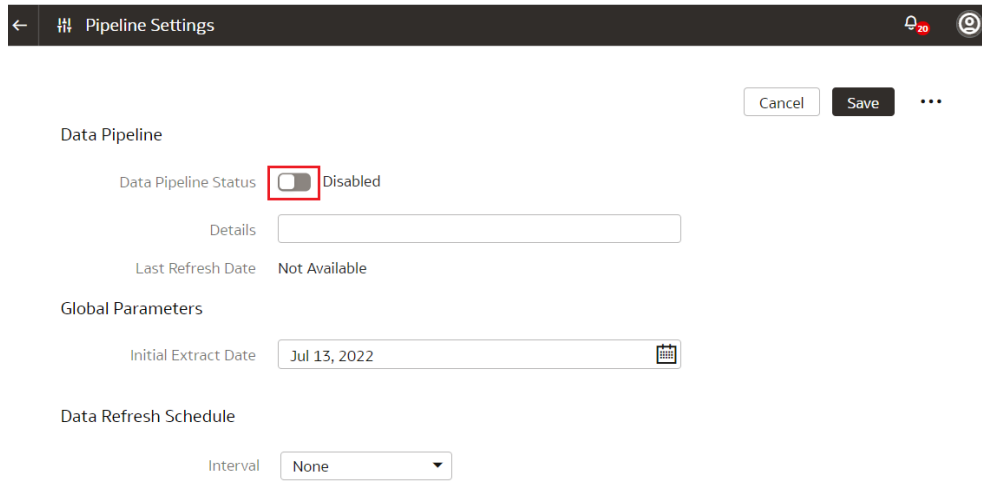 Pipeline Settings
20
Cancel Save
Data Pipeline
Data Pipeline Status Disabled
Details
Last Refresh Date Not Available
Global Parameters
Initial Extract Date Jul 13, 2022
Data Refresh Schedule
Interval None